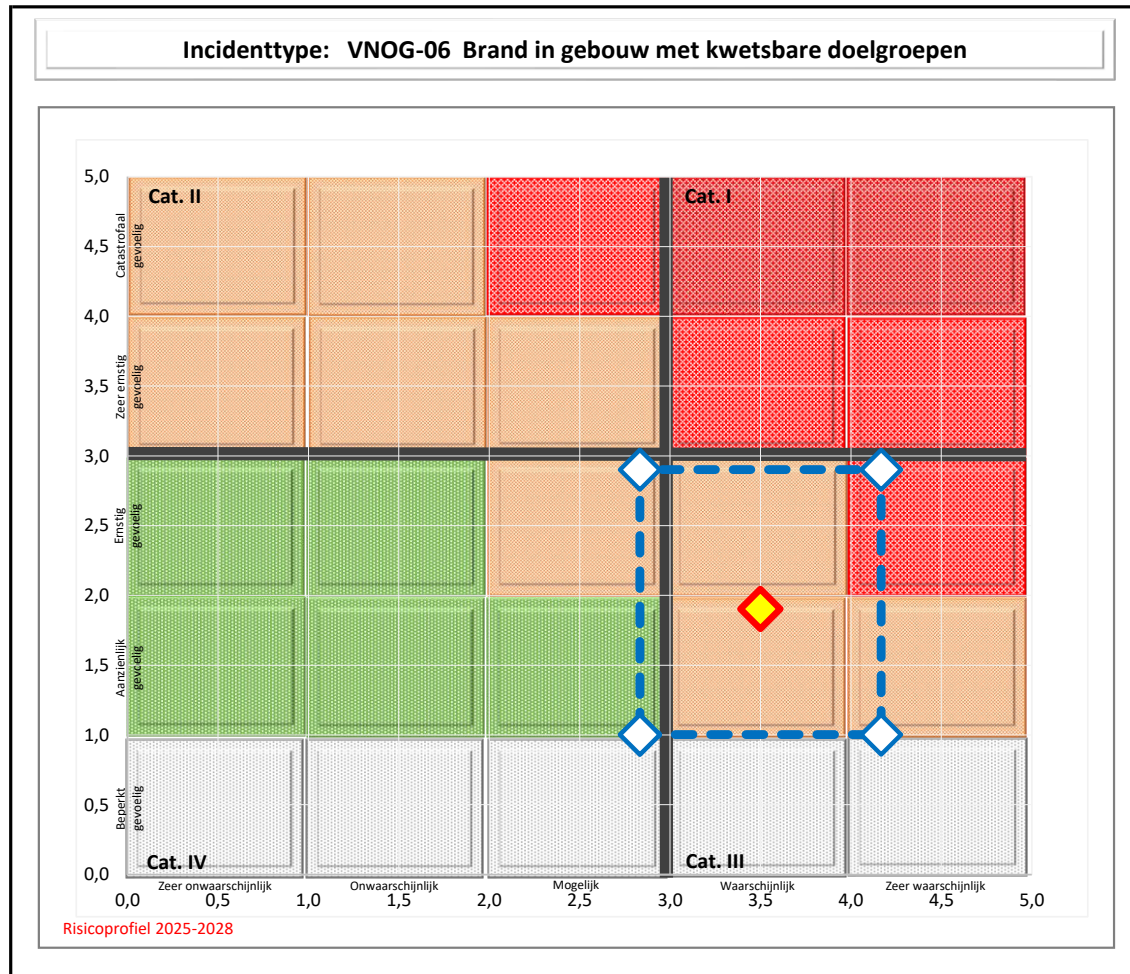 Incidenttype: VNOG-06 Brand in gebouw met kwetsbare doelgroepen
5,0
Cat. II
Cat. I
Catastrofaal
gevoelig
4,5
4,0
Zeer ernstig
gevoelig
3,5
3,0
Ernstig
gevoelig
2,5
2,0
Aanzienlijk
gevoelig
1,5
1,0
Beperkt
gevoelig
0,5
Cat. IV
Cat. III
0,0
Zeer onwaarschijnlijk
Onwaarschijnlijk
Mogelijk
Waarschijnlijk
Zeer waarschijnlijk
0,0 0,5 1,0 1,5 2,0 2,5 3,0 3,5 4,0 4,5 5,0
Risicoprofiel 2025-2028